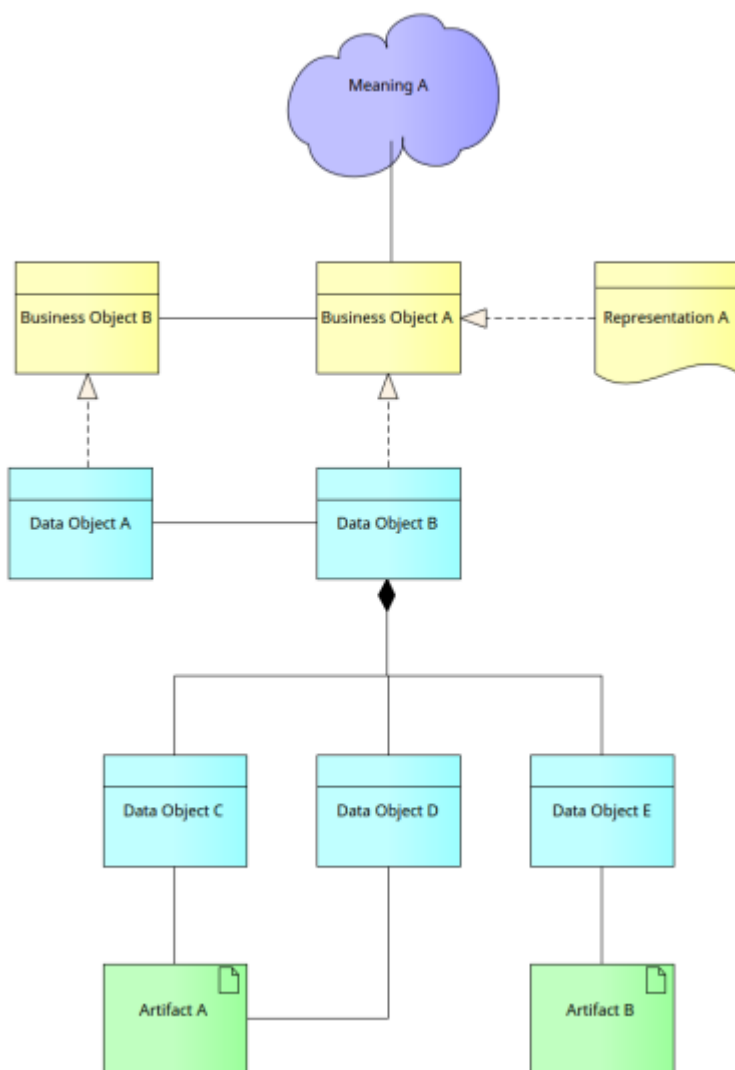 Meaning A
Business Object B
Business Object A
Representation A
Data Object A
Data Object B
Data Object C
Data Object D
Data Object E
Artifact A
Artifact B